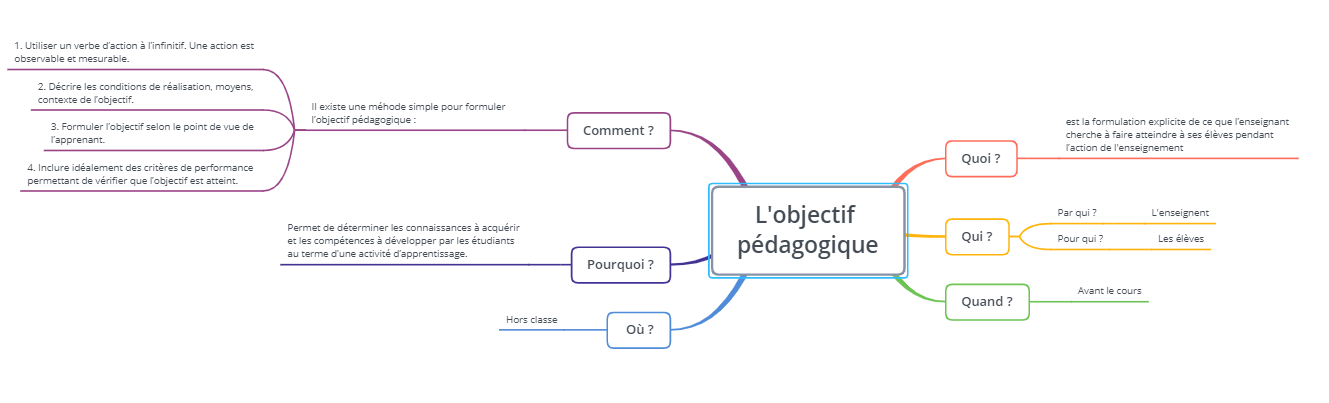 L'objectif
pédagogique
Quoi ?
est la formulation explicite de ce que l'enseignant
cherche à faire atteindre à ses élèves pendant
l'action de l'enseignement
Qui ?
Par qui ?
L'enseignent
Pour qui ?
Les élèves
Quand ?
Avant le cours
Comment ?
Il existe une méhode simple pour formuler
l'objectif pédagogique :
1. Utiliser un verbe d'action à l'infinitif. Une action est
observable et mesurable.
2. Décrire les conditions de réalisation, moyens,
contexte de l'objectif.
3. Formuler l'objectif selon le point de vue de
l'apprenant.
4. Inclure idéalement des critères de performance
permettant de vérifier que l'objectif est atteint.
Pourquoi ?
Permet de déterminer les connaissances à acquérir
et les compétences à développer par les étudiants
au terme d'une activité d'apprentissage.
Où ?
Hors classe